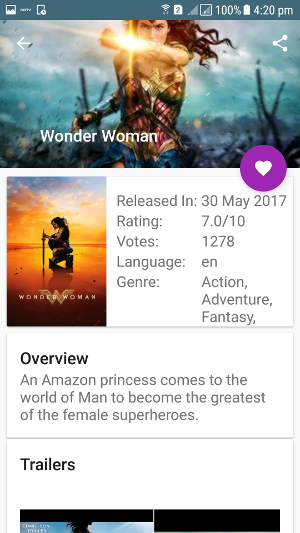 100% 4:20 pm
Wonder Woman
Released In: 30 May 2017
Rating: 7.0/10
Votes: 1278
Language: en
Genre: Action,
Adventure,
Fantasy,
WONDER WOMAN
Overview
An Amazon princess comes to the
world of Man to become the greatest
of the female superheroes.
Trailers
COMIC-CON